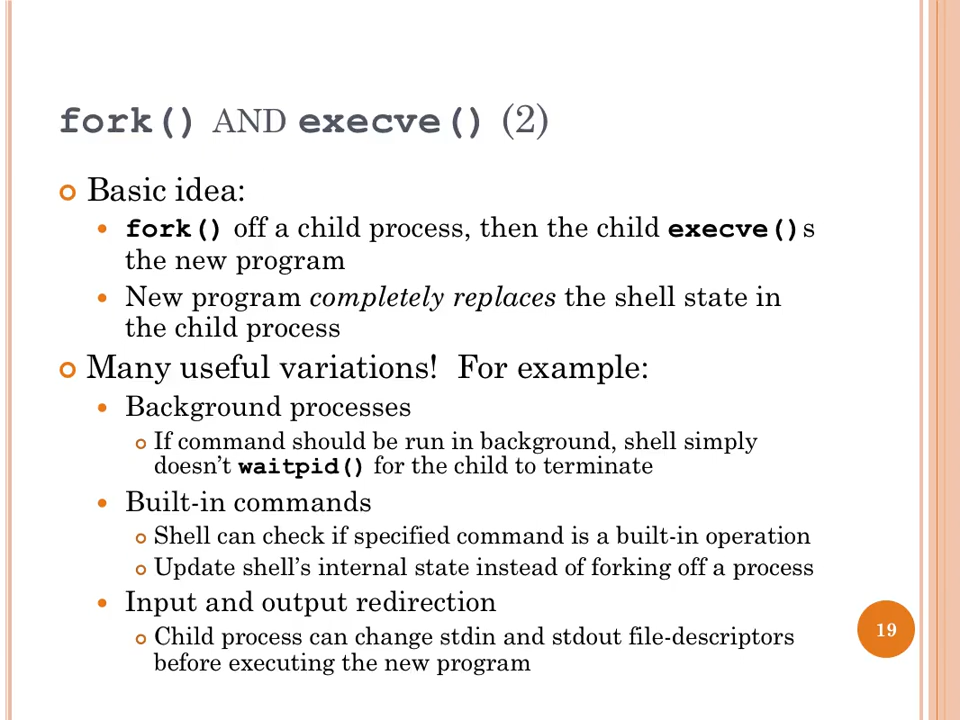 fork() AND execve() (2)
Basic idea:
fork() off a child process, then the child execve()s
the new program
New program completely replaces the shell state in
the child process
Many useful variations!  For example:
Background processes
If command should be run in background, shell simply
doesn't waitpid() for the child to terminate
Built-in commands
Shell can check if specified command is a built-in operation
Update shell's internal state instead of forking off a process
Input and output redirection
Child process can change stdin and stdout file-descriptors
before executing the new program
19